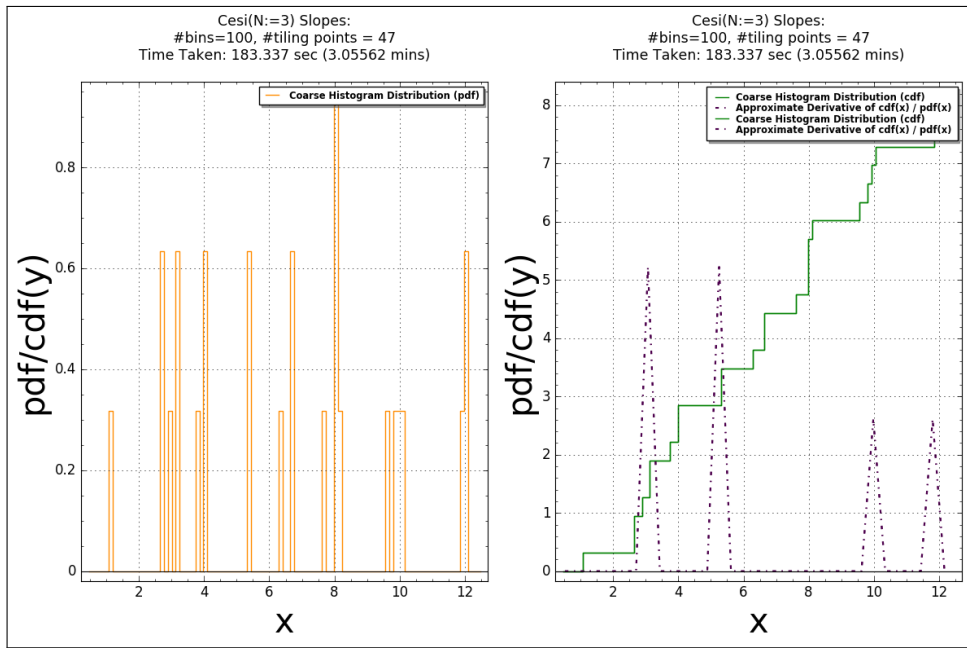 Cesi(N:=3) Slopes:
#bins=100, #tiling points = 47
Time Taken: 183.337 sec (3.05562 mins)
Coarse Histogram Distribution (pdf)
pdf/cdf(y)
0.8
0.6
0.4
0.2
0
2
4
6
8
10
12
x
Cesi(N:=3) Slopes:
#bins=100, #tiling points = 47
Time Taken: 183.337 sec (3.05562 mins)
Coarse Histogram Distribution (cdf)
Approximate Derivative of cdf(x) / pdf(x)
Coarse Histogram Distribution (cdf)
Approximate Derivative of cdf(x) / pdf(x)
pdf/cdf(y)
8
7
6
5
4
3
2
1
0
2
4
6
8
10
12
x